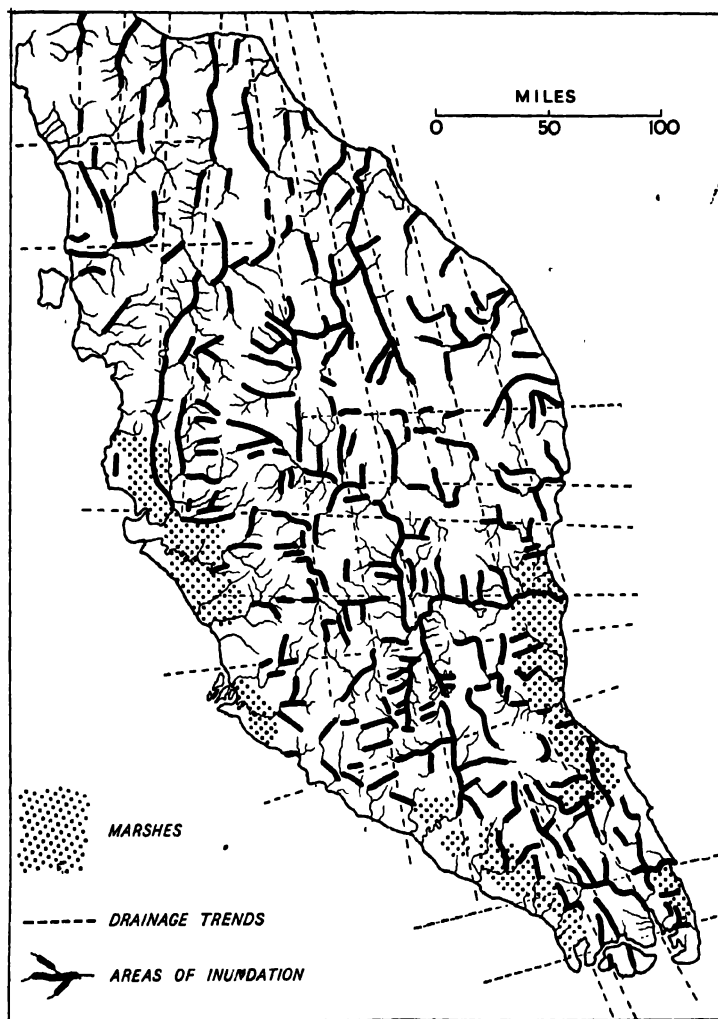 MILES
0 50 100
MARSHES
DRAINAGE TRENDS
AREAS OF INUNDATION